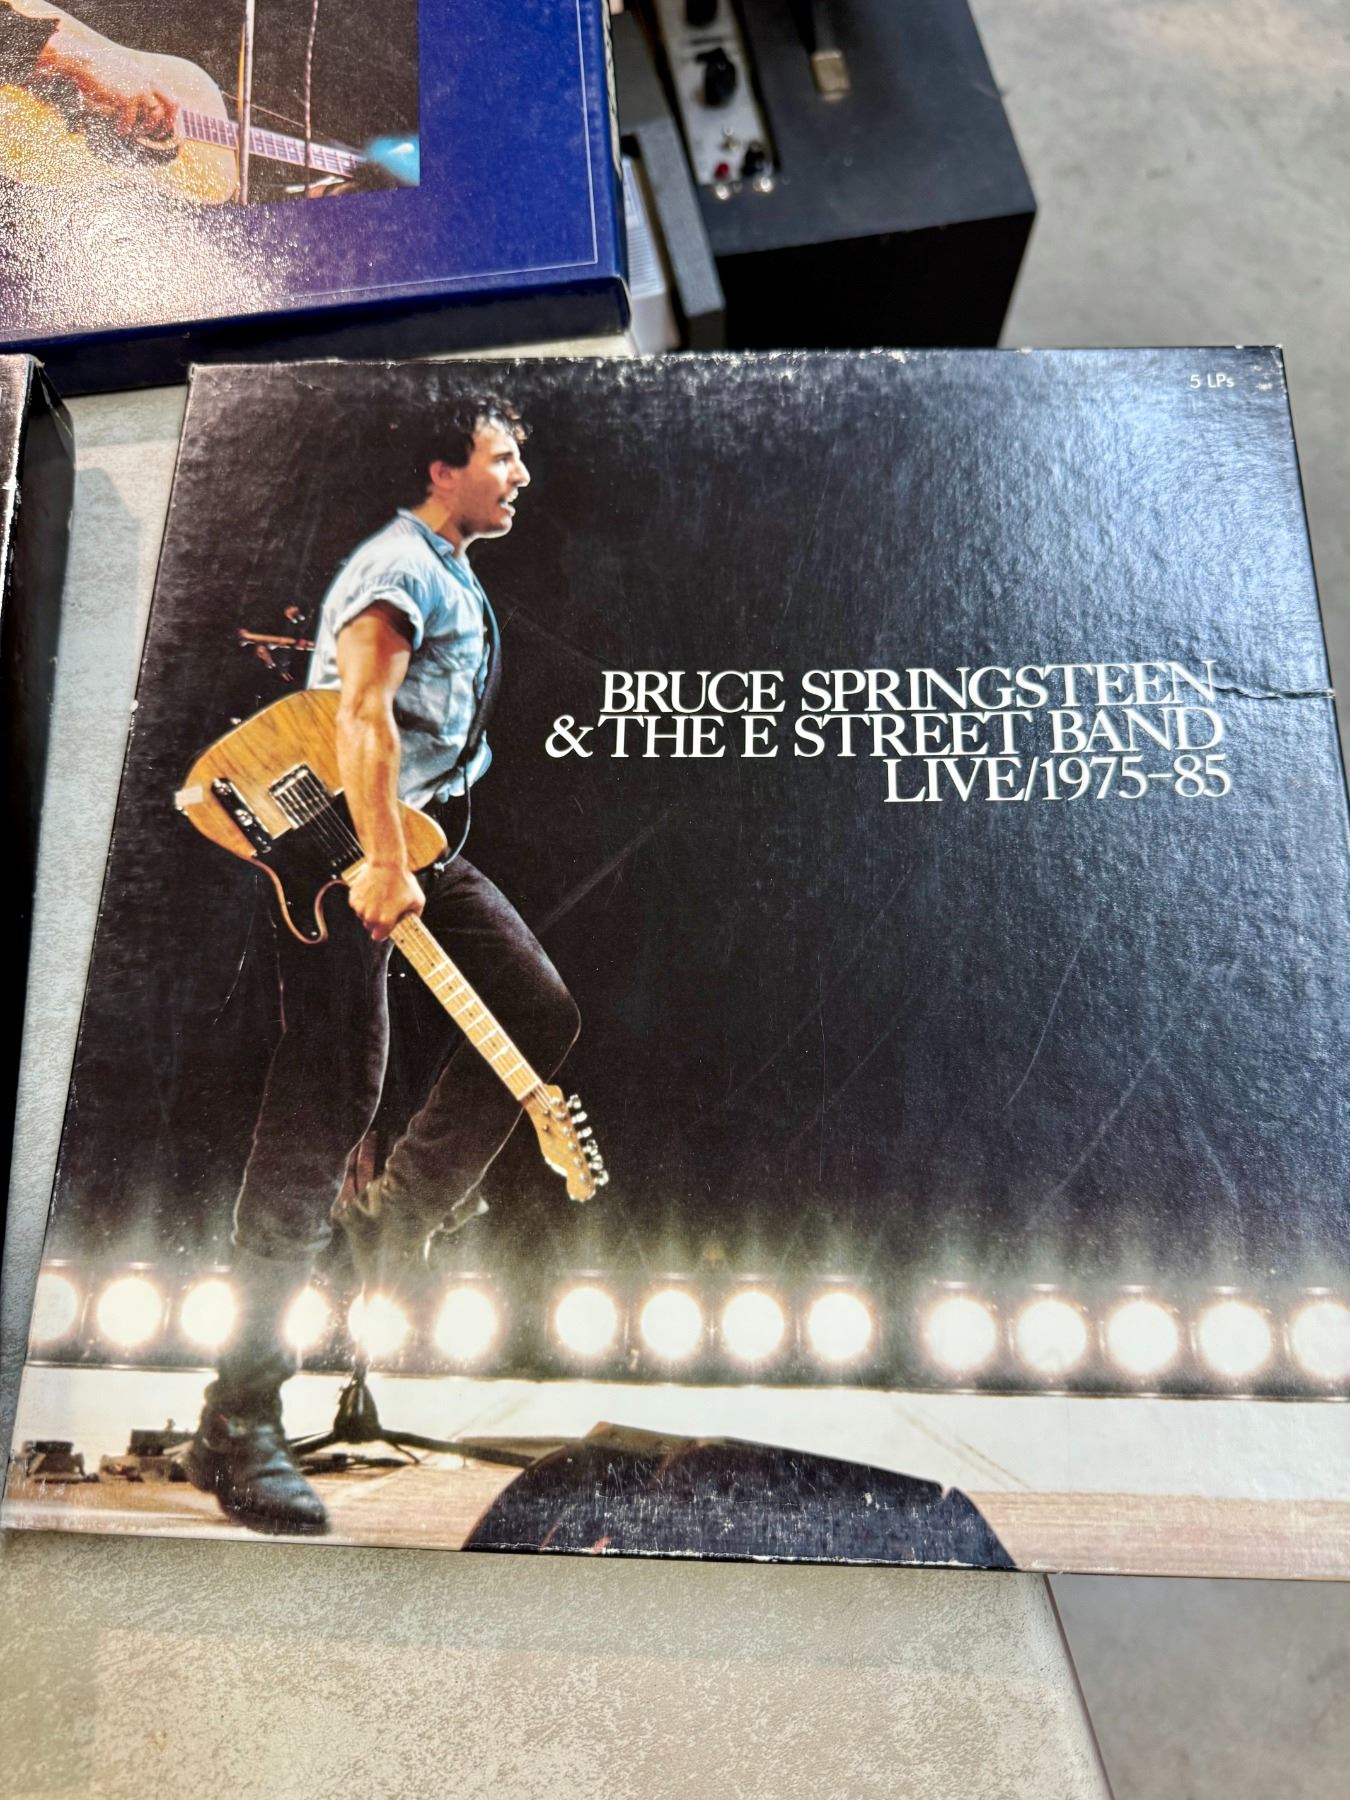 5 LPs
BRUCE SPRINGSTEEN
& THE E STREET BAND
LIVE/1975-85